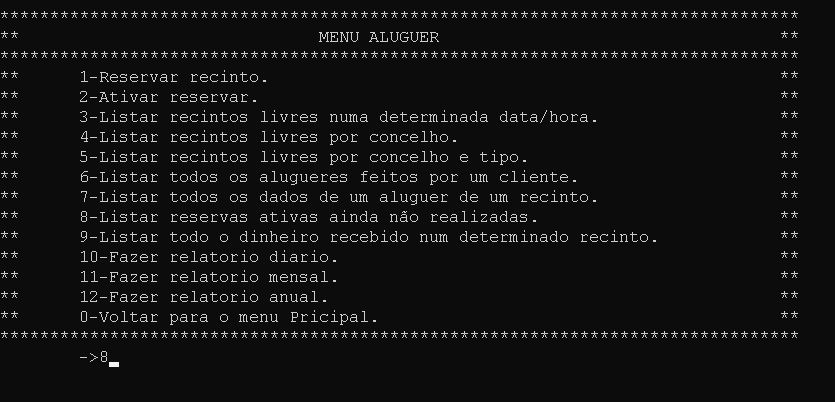 ********************************************************************************
** MENU ALUGUER **
********************************************************************************
** 1-Reservar recinto. **
** 2-Ativar reservar. **
** 3-Listar recintos livres numa determinada data/hora. **
** 4-Listar recintos livres por concelho. **
** 5-Listar recintos livres por concelho e tipo. **
** 6-Listar todos os alugueres feitos por um cliente. **
** 7-Listar todos os dados de um aluguer de um recinto. **
** 8-Listar reservas ativas ainda não realizadas. **
** 9-Listar todo o dinheiro recebido num determinado recinto. **
** 10-Fazer relatorio diario. **
** 11-Fazer relatorio mensal. **
** 12-Fazer relatorio anual. **
** 0-Voltar para o menu Pricipal. **
********************************************************************************
->8